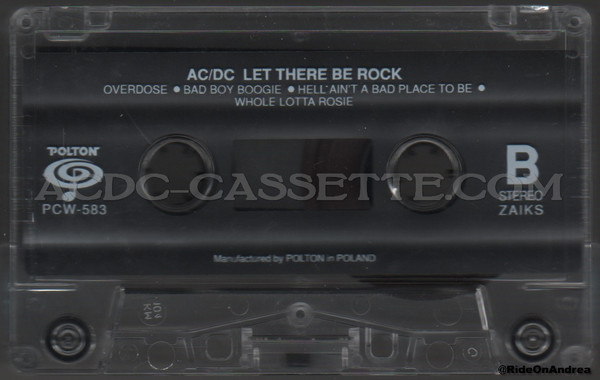 AC/DC LET THERE BE ROCK
OVERDOSE • BAD BOY BOOGIE • HELL'AIN'T A BAD PLACE TO BE •
WHOLE LOTTA ROSIE
POLTON
B
ACDC-CASSETTE.COM
STEREO
PCW-583
ZAIKS
Manufactured by POLTON in POLAND
@RideOnAndrea